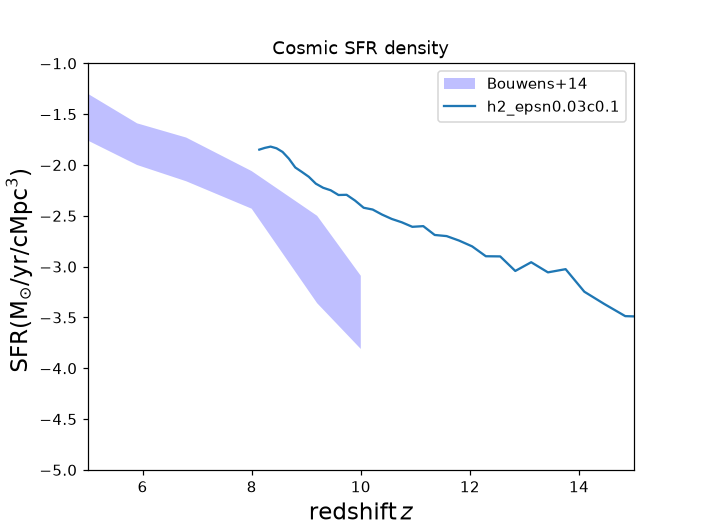 Cosmic SFR density
SFR(M⊙/yr/cMpc³)
−1.0
−1.5
−2.0
−2.5
−3.0
−3.5
−4.0
−4.5
−5.0
Bouwens+14
h2_epsn0.03c0.1
6 8 10 12 14
redshift z